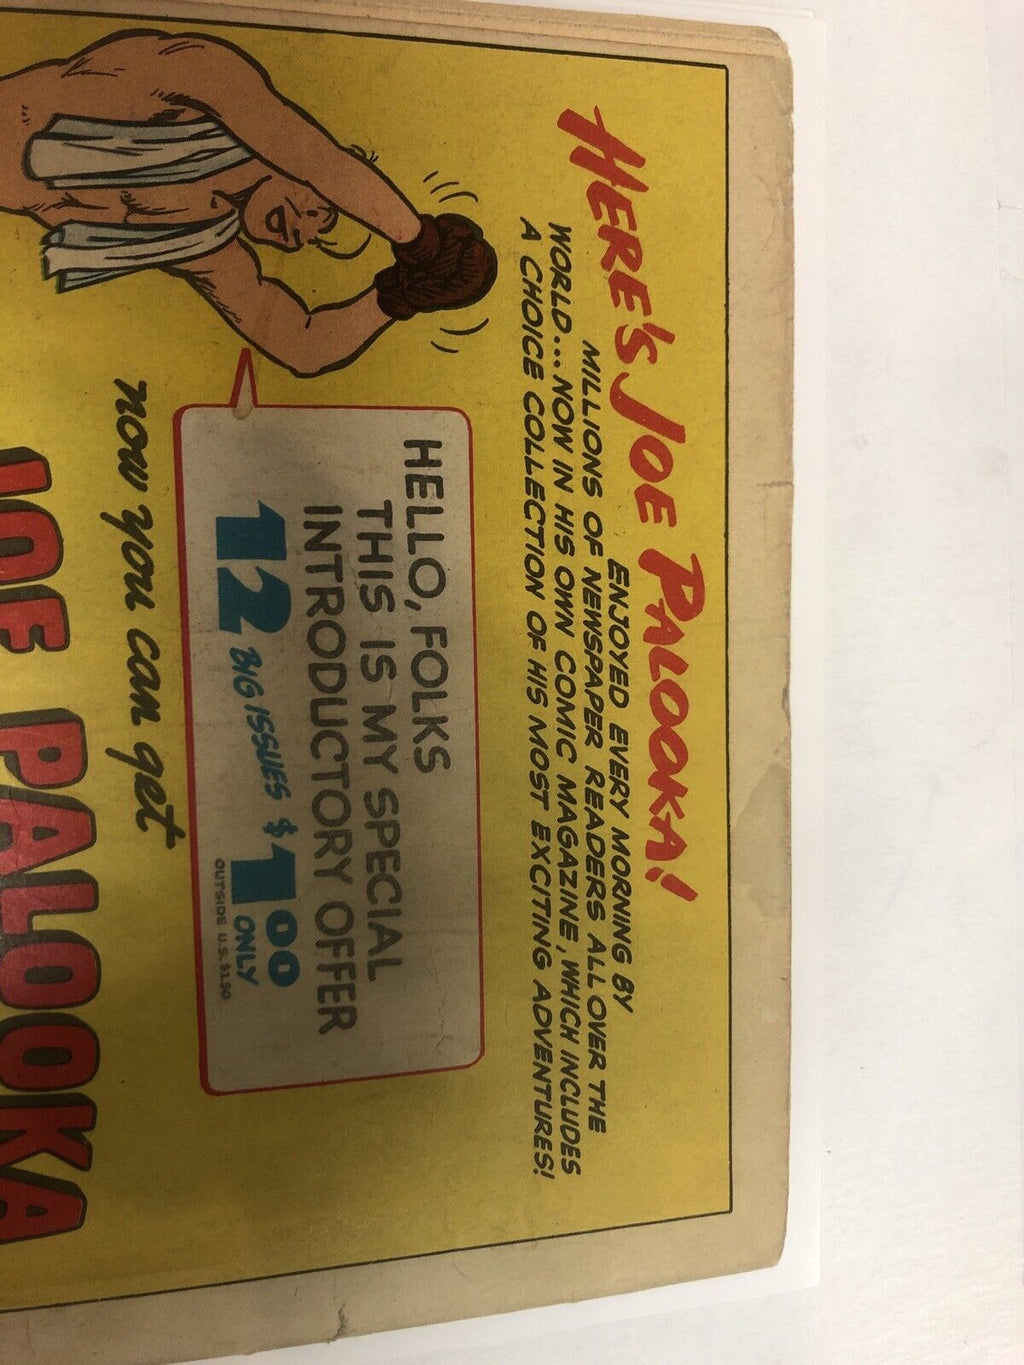 HERE'S JOE PALOOKA!
ENJOYED EVERY MORNING BY
MILLIONS OF NEWSPAPER READERS ALL OVER THE
WORLD...NOW IN HIS OWN COMIC MAGAZINE, WHICH INCLUDES
A CHOICE COLLECTION OF HIS MOST EXCITING ADVENTURES!
HELLO, FOLKS
THIS IS MY SPECIAL
INTRODUCTORY OFFER
12 BIG ISSUES $1.00 ONLY
OUTSIDE U.S. $1.50
now you can get
JOE PALOOKA